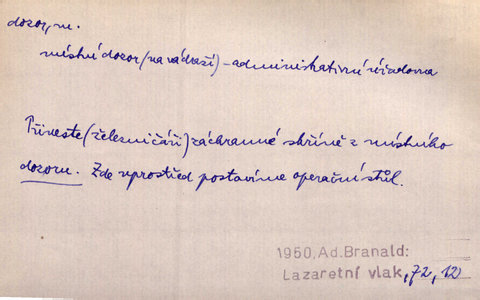 dozor, m.
místní dozor (na nádraží) – administrativní úřadovna
Přineste (železničáři) záchranné skříně z místního
dozoru. Zde uprostřed postavíme operační stůl.
1950, Ad. Branald:
Lazaretní vlak, 72, 12